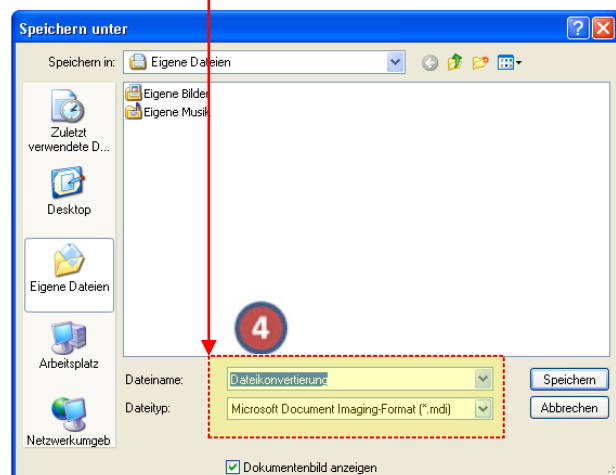 Speichern unter
Speichern in: Eigene Dateien
Eigene Bilder
Eigene Musik
Zuletzt
verwendete D...
Desktop
Eigene Dateien
Arbeitsplatz
Netzwerkumgeb
4
Dateiname: Dateikonvertierung Speichern
Dateityp: Microsoft Document Imaging-Format (*.mdi) Abbrechen
Dokumentenbild anzeigen